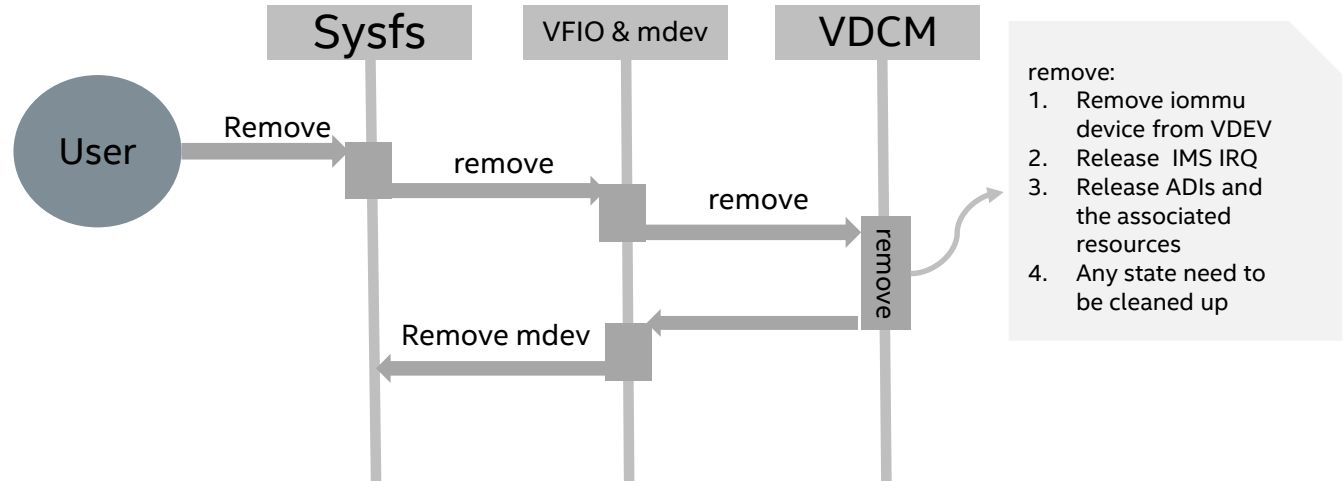 Sysfs
VFIO & mdev
VDCM
User
Remove
remove
remove
remove
Remove mdev
remove:
1. Remove iommu
device from VDEV
2. Release IMS IRQ
3. Release ADIs and
the associated
resources
4. Any state need to
be cleaned up